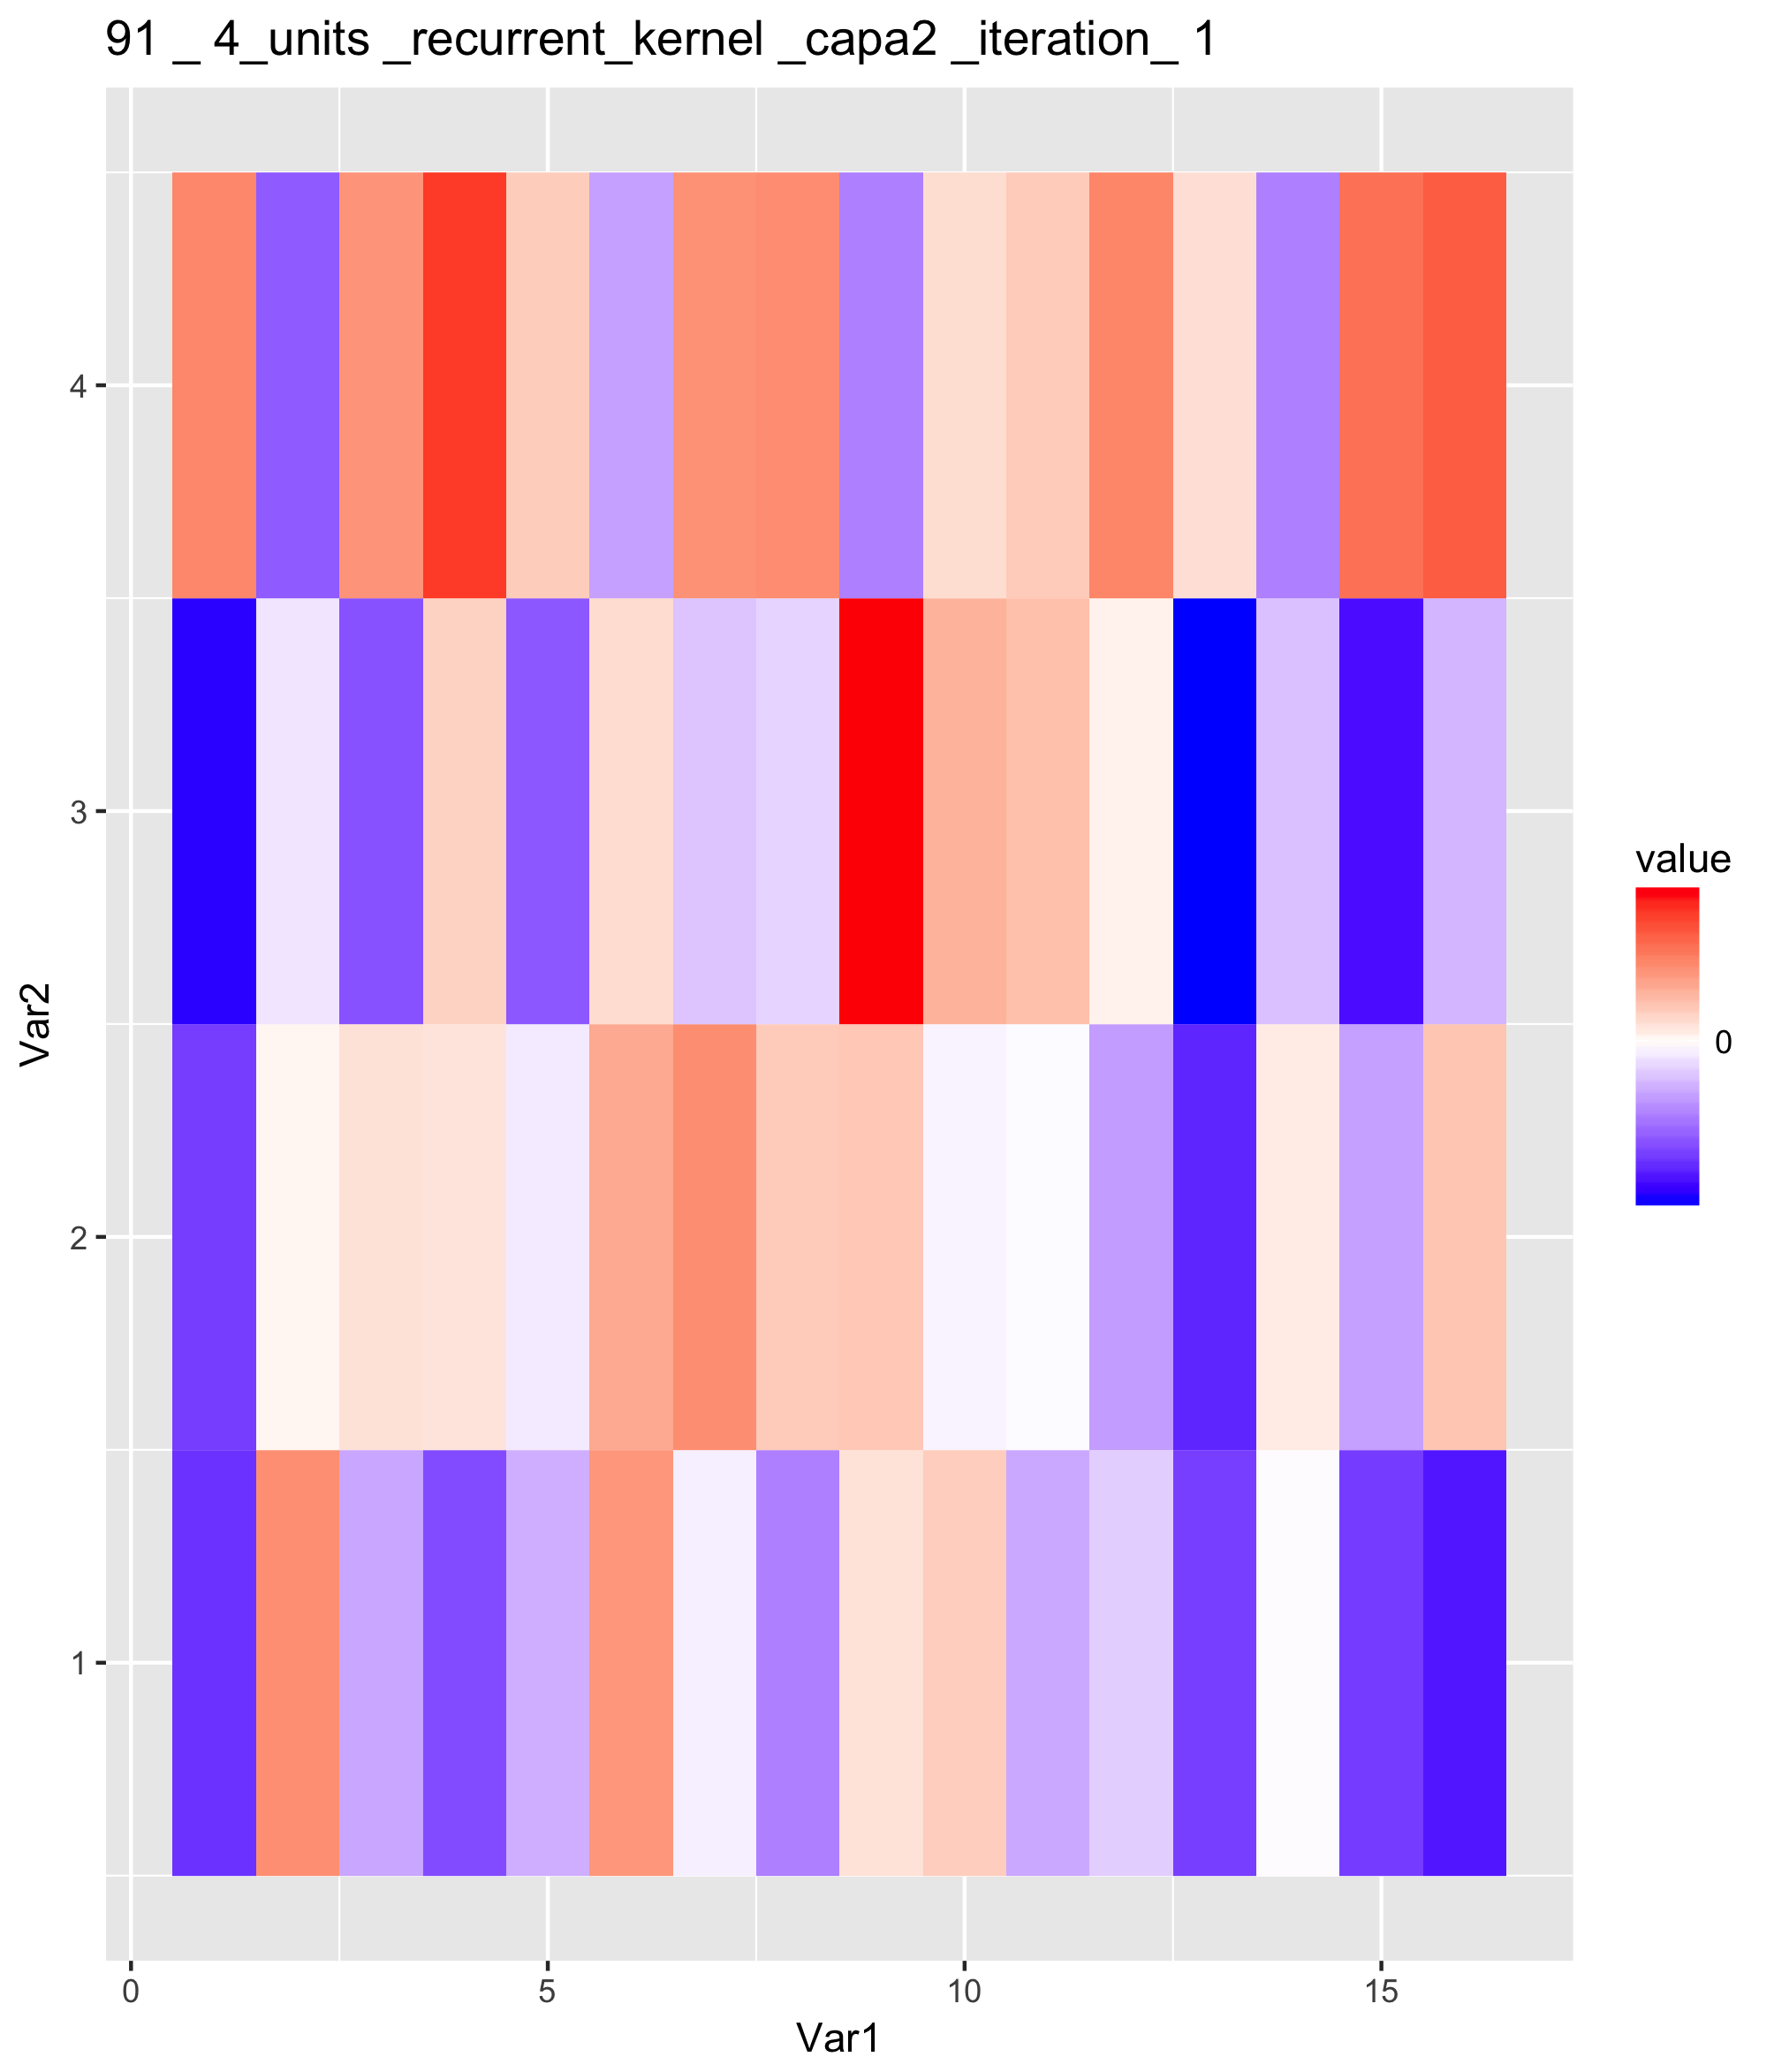 91 _ 4_units _recurrent_kernel _capa2 _iteration_ 1
4
3
2
1
Var2
0
5
10
15
Var1
value
0